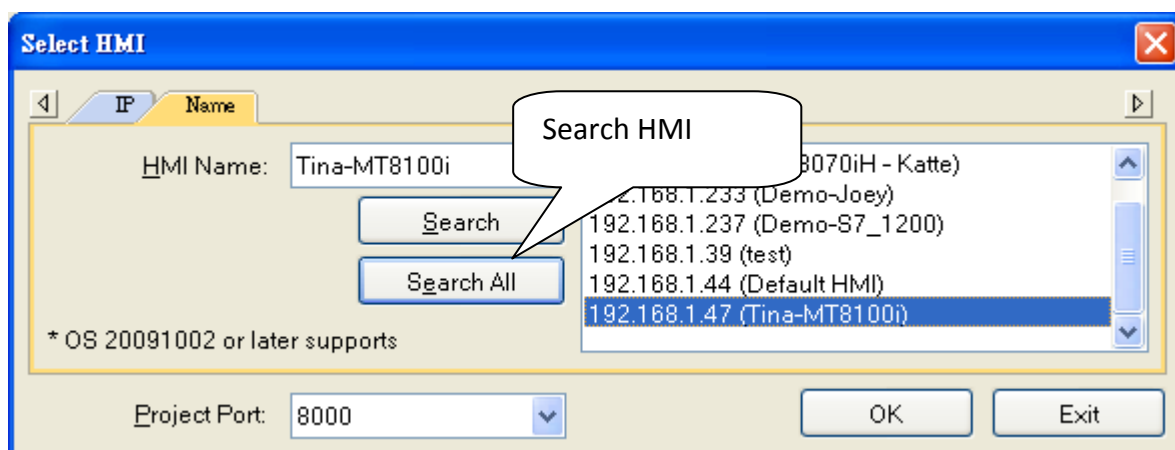 Select HMI
IP Name
Search HMI
HMI Name: Tina-MT8100i
8070iH - Katte)
192.168.1.233 (Demo-Joey)
Search
192.168.1.237 (Demo-S7_1200)
192.168.1.39 (test)
Search All
192.168.1.44 (Default HMI)
192.168.1.47 (Tina-MT8100i)
* OS 20091002 or later supports
Project Port: 8000
OK Exit